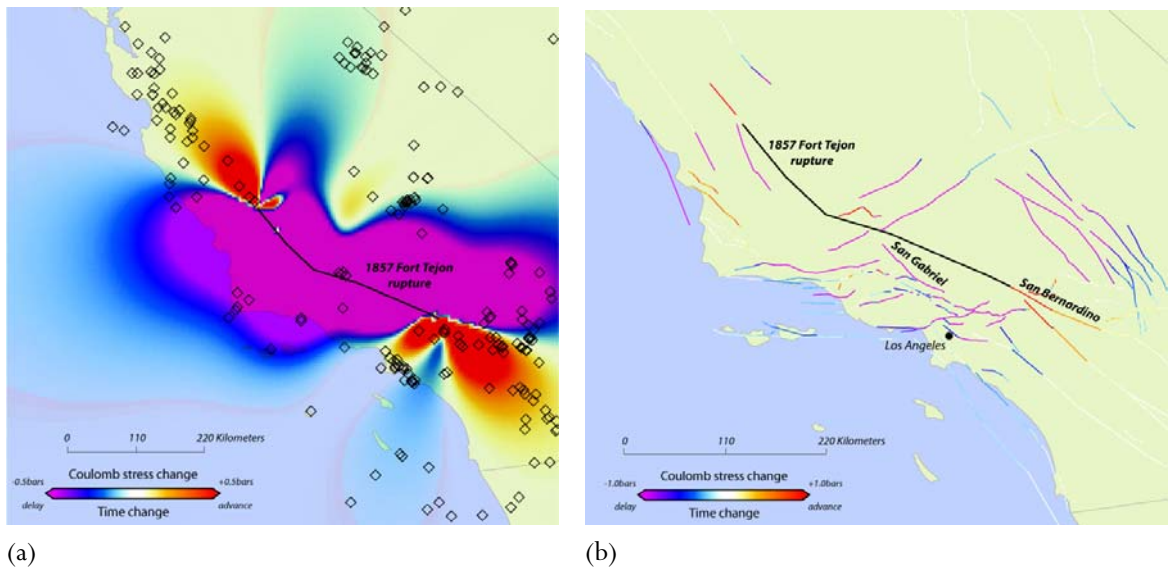 1857 Fort Tejon
rupture
0
110
220 Kilometers
Coulomb stress change
-0.5bars
+0.5bars
delay
advance
Time change
(a)
1857 Fort Tejon
rupture
San Gabriel
San Bernardino
Los Angeles
0
110
220 Kilometers
Coulomb stress change
-1.0bars
+1.0bars
delay
advance
Time change
(b)